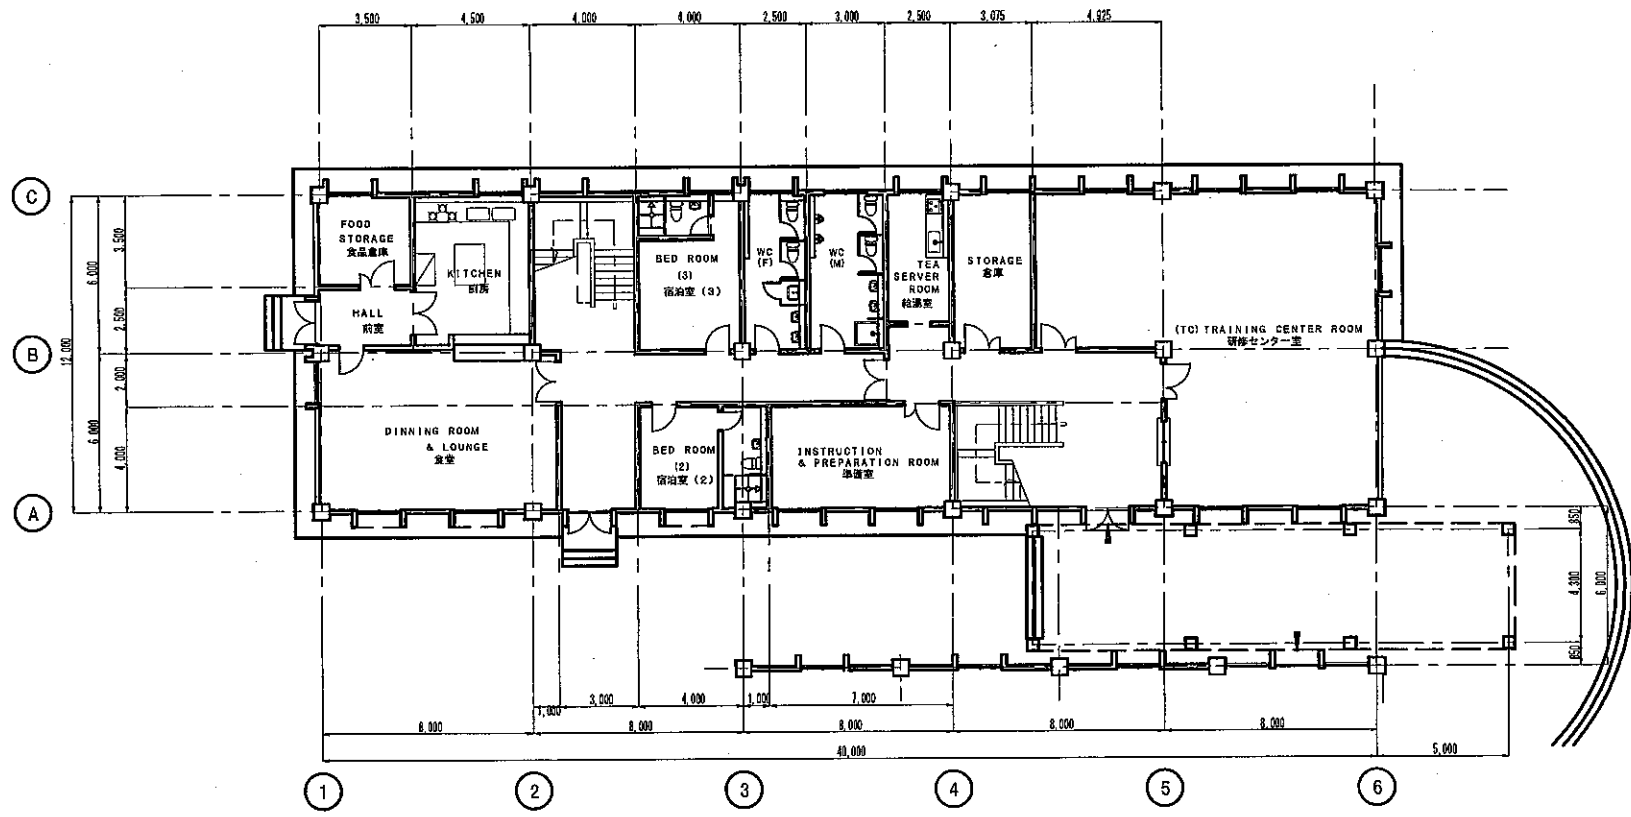 3,500
4,500
4,000
4,000
2,500
3,000
2,500
3,075
4,925
C
B
A
12,000
6,000
6,000
3,500
2,500
2,000
4,000
FOOD
STORAGE
食品倉庫
KITCHEN
厨房
HALL
前室
BED ROOM
(3)
宿泊室 (3)
WC
(F)
WC
(M)
TEA
SERVER
ROOM
給湯室
STORAGE
倉庫
(TC) TRAINING CENTER ROOM
研修センター室
DINNING ROOM
& LOUNGE
食堂
BED ROOM
(2)
宿泊室 (2)
INSTRUCTION
& PREPARATION ROOM
準備室
850
4,300
6,000
850
1,000
3,000
4,000
1,000
7,000
8,000
8,000
8,000
8,000
8,000
40,000
5,000
1
2
3
4
5
6